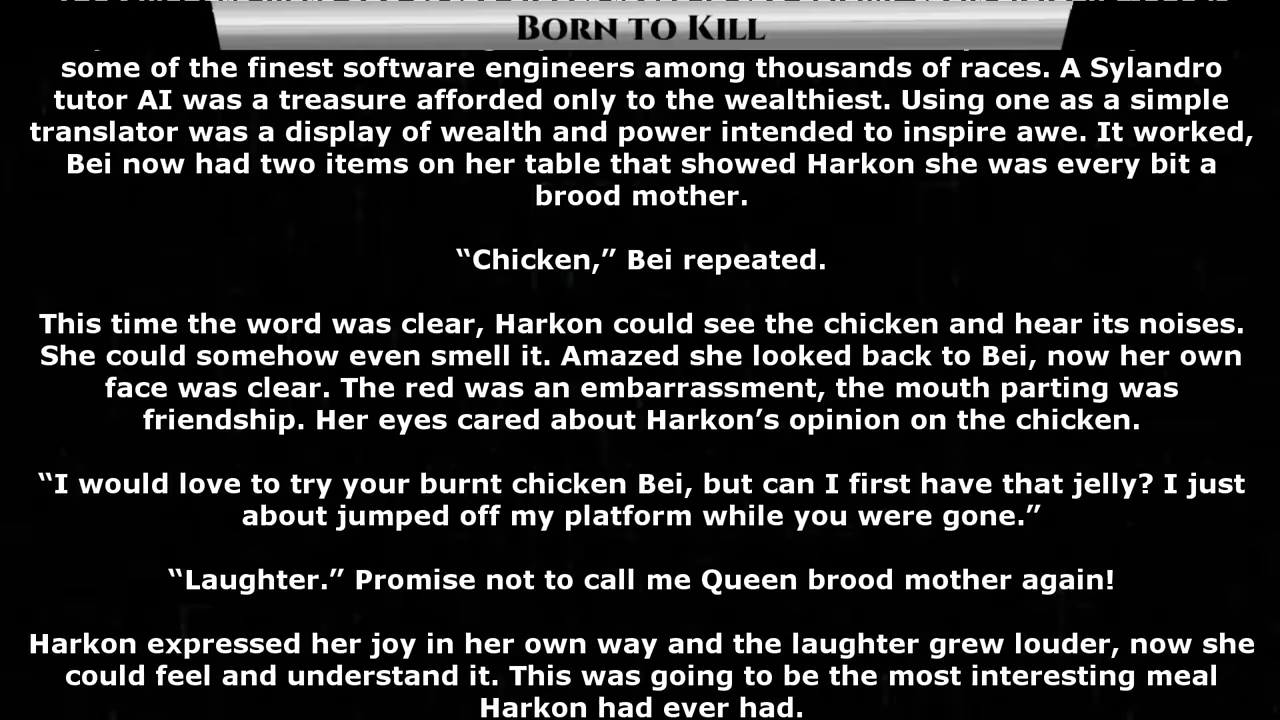 Born to Kill
some of the finest software engineers among thousands of races. A Sylandro
tutor AI was a treasure afforded only to the wealthiest. Using one as a simple
translator was a display of wealth and power intended to inspire awe. It worked,
Bei now had two items on her table that showed Harkon she was every bit a
brood mother.
“Chicken,” Bei repeated.
This time the word was clear, Harkon could see the chicken and hear its noises.
She could somehow even smell it. Amazed she looked back to Bei, now her own
face was clear. The red was an embarrassment, the mouth parting was
friendship. Her eyes cared about Harkon’s opinion on the chicken.
“I would love to try your burnt chicken Bei, but can I first have that jelly? I just
about jumped off my platform while you were gone.”
“Laughter.” Promise not to call me Queen brood mother again!
Harkon expressed her joy in her own way and the laughter grew louder, now she
could feel and understand it. This was going to be the most interesting meal
Harkon had ever had.